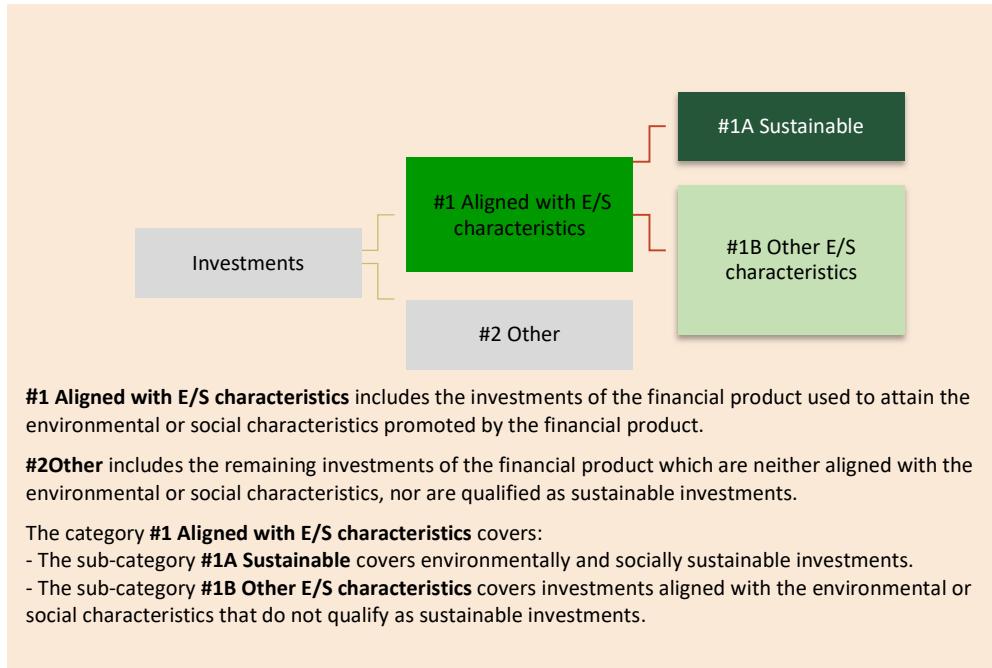 #1A Sustainable
#1 Aligned with E/S
characteristics
#1B Other E/S
characteristics
Investments
#2 Other
#1 Aligned with E/S characteristics includes the investments of the financial product used to attain the
environmental or social characteristics promoted by the financial product.
#2Other includes the remaining investments of the financial product which are neither aligned with the
environmental or social characteristics, nor are qualified as sustainable investments.
The category #1 Aligned with E/S characteristics covers:
- The sub-category #1A Sustainable covers environmentally and socially sustainable investments.
- The sub-category #1B Other E/S characteristics covers investments aligned with the environmental or
social characteristics that do not qualify as sustainable investments.